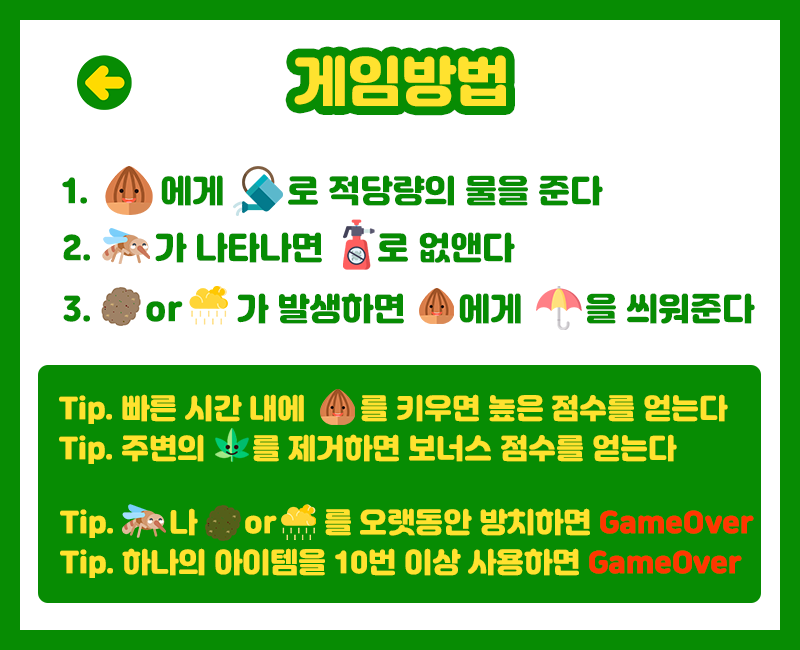 게임방법
1. 에게 로 적당량의 물을 준다
2. 가 나타나면 로 없앤다
3. or 가 발생하면 에게 을 씌워준다
Tip. 빠른 시간 내에 를 키우면 높은 점수를 얻는다
Tip. 주변의 를 제거하면 보너스 점수를 얻는다
Tip. 나 or 를 오랫동안 방치하면 GameOver
Tip. 하나의 아이템을 10번 이상 사용하면 GameOver